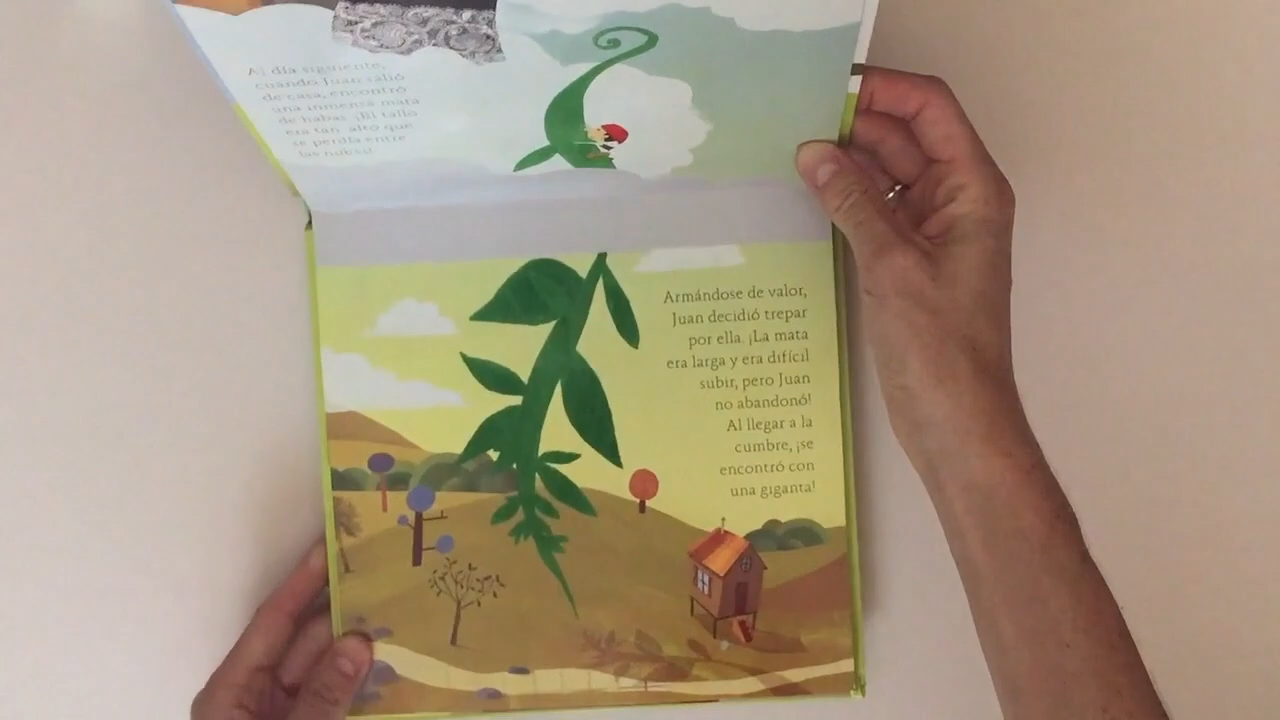 Al día siguiente,
cuando Juan salió
de casa, encontró
una inmensa mata
de habas. ¡El tallo
era tan alto que
se perdía entre
las nubes!
Armándose de valor,
Juan decidió trepar
por ella. ¡La mata
era larga y era difícil
subir, pero Juan
no abandonó!
Al llegar a la
cumbre, ¡se
encontró con
una giganta!